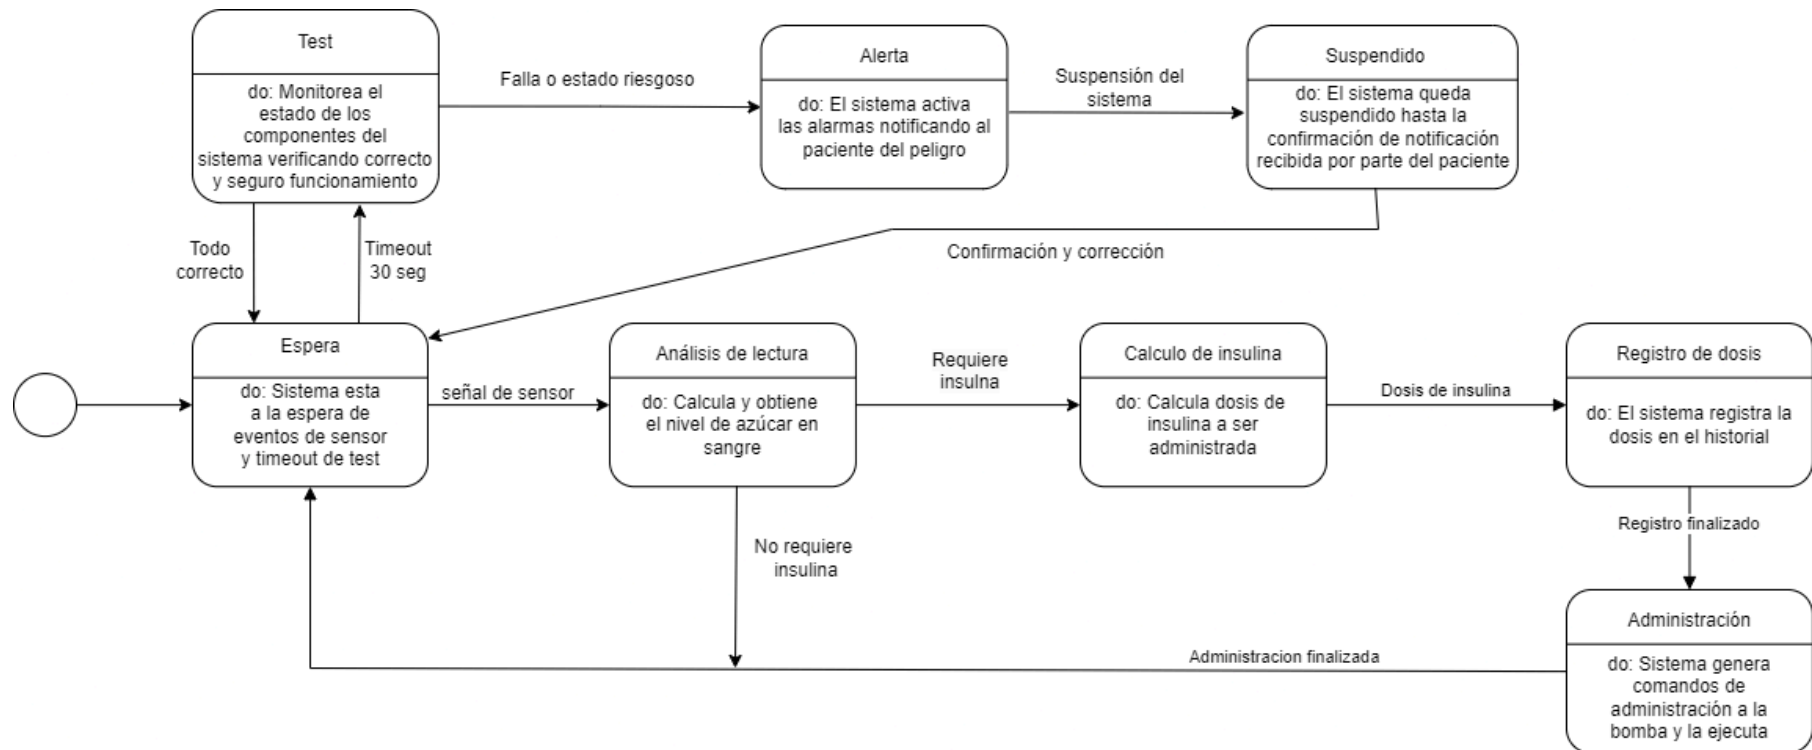 Test
do: Monitorea el
estado de los
componentes del
sistema verificando correcto
y seguro funcionamiento
Falla o estado riesgoso
Alerta
do: El sistema activa
las alarmas notificando al
paciente del peligro
Suspensión del
sistema
Suspendido
do: El sistema queda
suspendido hasta la
confirmación de notificación
recibida por parte del paciente
Todo
correcto
Timeout
30 seg
Confirmación y corrección
Espera
do: Sistema esta
a la espera de
eventos de sensor
y timeout de test
señal de sensor
Análisis de lectura
do: Calcula y obtiene
el nivel de azúcar en
sangre
Requiere
insulna
Calculo de insulina
do: Calcula dosis de
insulina a ser
administrada
Dosis de insulina
Registro de dosis
do: El sistema registra la
dosis en el historial
No requiere
insulina
Registro finalizado
Administracion finalizada
Administración
do: Sistema genera
comandos de
administración a la
bomba y la ejecuta